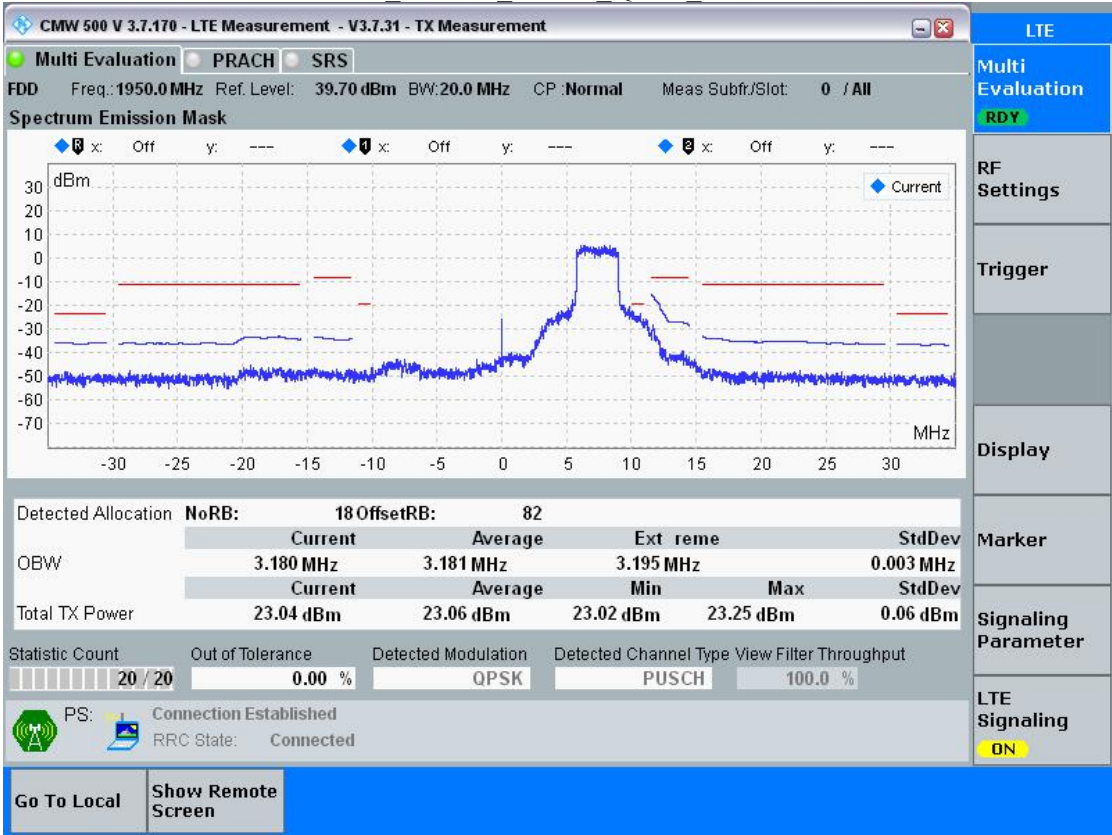 CMW 500 V 3.7.170 - LTE Measurement - V3.7.31 - TX Measurement
LTE
Multi Evaluation PRACH SRS
Multi Evaluation
RDY
FDD Freq.: 1950.0 MHz Ref. Level: 39.70 dBm BW: 20.0 MHz CP : Normal Meas Subfr./Slot: 0 / All
Spectrum Emission Mask
R x: Off y: --- 1 x: Off y: --- 2 x: Off y: ---
dBm
Current
30
20
10
0
-10
-20
-30
-40
-50
-60
-70
MHz
-30 -25 -20 -15 -10 -5 0 5 10 15 20 25 30
RF Settings
Trigger
Display
Marker
Signaling Parameter
LTE Signaling
ON
Detected Allocation NoRB: 18 OffsetRB: 82
Current Average Ext reme StdDev
OBW 3.180 MHz 3.181 MHz 3.195 MHz 0.003 MHz
Current Average Min Max StdDev
Total TX Power 23.04 dBm 23.06 dBm 23.02 dBm 23.25 dBm 0.06 dBm
Statistic Count Out of Tolerance Detected Modulation Detected Channel Type View Filter Throughput
20 / 20 0.00 % QPSK PUSCH 100.0 %
PS: Connection Established
RRC State: Connected
Go To Local
Show Remote Screen